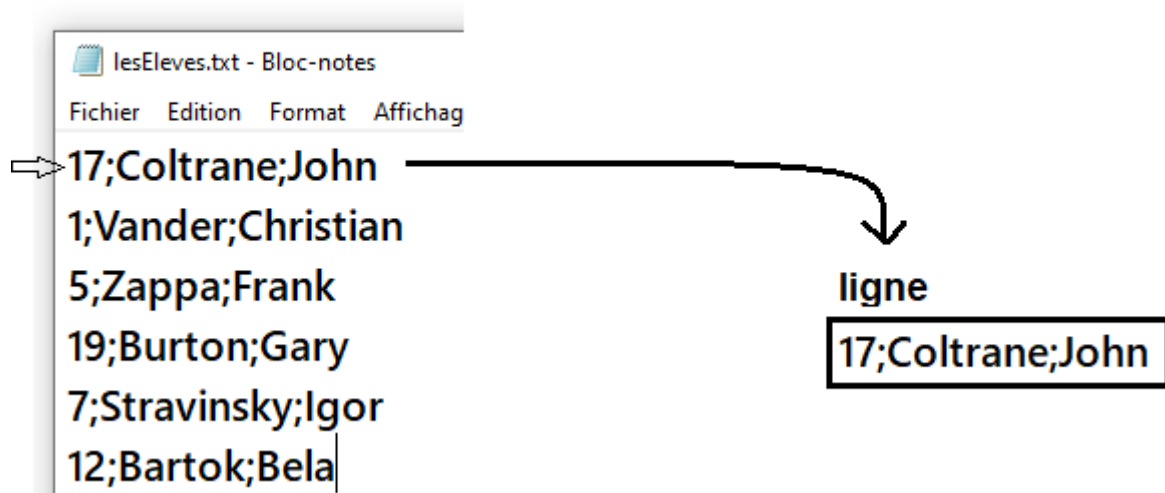 lesEleves.txt - Bloc-notes
Fichier Edition Format Affichag
17;Coltrane;John
1;Vander;Christian
5;Zappa;Frank
19;Burton;Gary
7;Stravinsky;Igor
12;Bartok;Bela
ligne
17;Coltrane;John